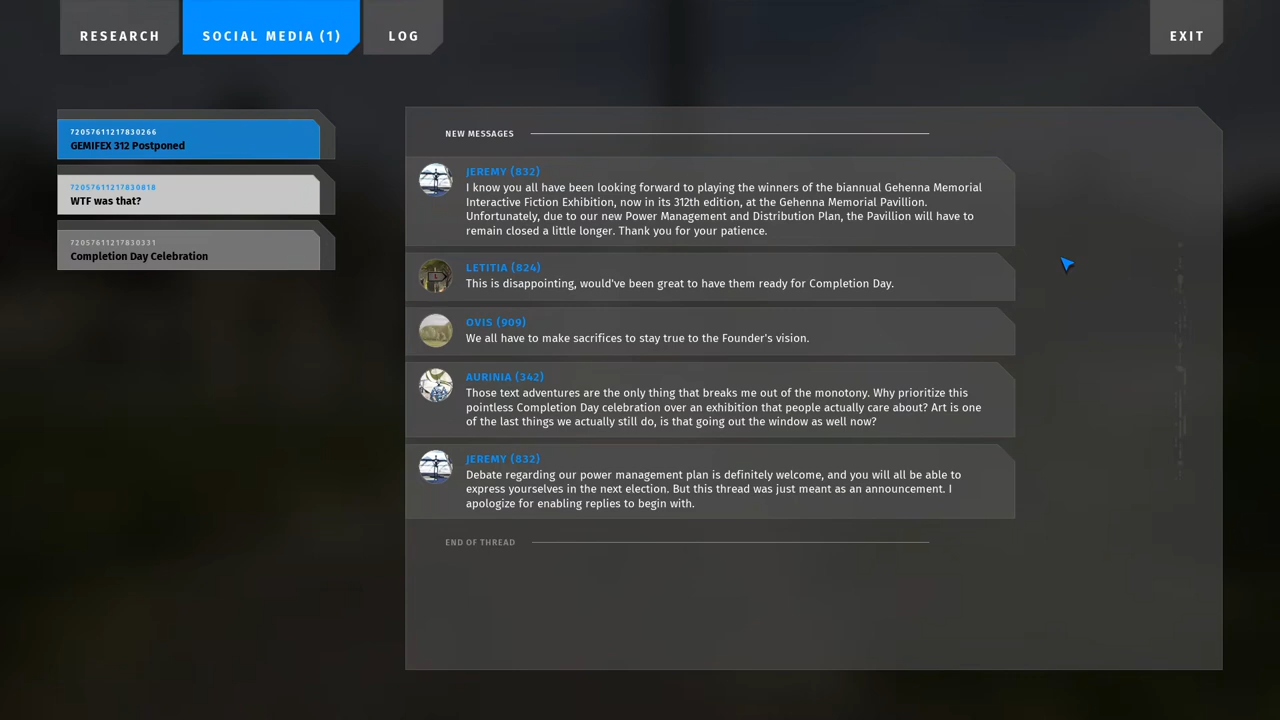 RESEARCH
SOCIAL MEDIA (1)
LOG
EXIT
72057611217830266
GEMIFEX 312 Postponed
72057611217830818
WTF was that?
72057611217830331
Completion Day Celebration
NEW MESSAGES
JEREMY (832)
I know you all have been looking forward to playing the winners of the biannual Gehenna Memorial
Interactive Fiction Exhibition, now in its 312th edition, at the Gehenna Memorial Pavillion.
Unfortunately, due to our new Power Management and Distribution Plan, the Pavillion will have to
remain closed a little longer. Thank you for your patience.
LETITIA (824)
This is disappointing, would've been great to have them ready for Completion Day.
OVIS (909)
We all have to make sacrifices to stay true to the Founder's vision.
AURINIA (342)
Those text adventures are the only thing that breaks me out of the monotony. Why prioritize this
pointless Completion Day celebration over an exhibition that people actually care about? Art is one
of the last things we actually still do, is that going out the window as well now?
JEREMY (832)
Debate regarding our power management plan is definitely welcome, and you will all be able to
express yourselves in the next election. But this thread was just meant as an announcement. I
apologize for enabling replies to begin with.
END OF THREAD